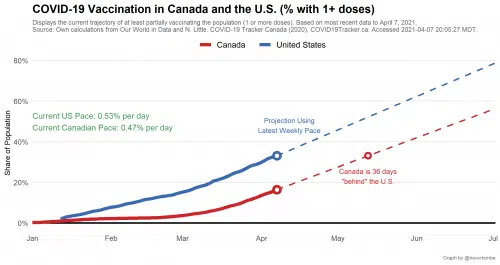 COVID-19 Vaccination in Canada and the U.S. (% with 1+ doses)
Displays the current trajectory of at least partially vaccinating the population (1 or more doses). Based on most recent data to April 7, 2021.
Source: Own calculations from Our World in Data and N. Little. COVID-19 Tracker Canada (2020), COVID19Tracker.ca. Accessed 2021-04-07 20:05:27 MDT.
Canada United States
80%
60%
40%
20%
0%
Share of Population
Current US Pace: 0.53% per day
Current Canadian Pace: 0.47% per day
Projection Using
Latest Weekly Pace
Canada is 36 days
"behind" the U.S.
Jan Feb Mar Apr May Jun Jul
Graph by @trevortombe